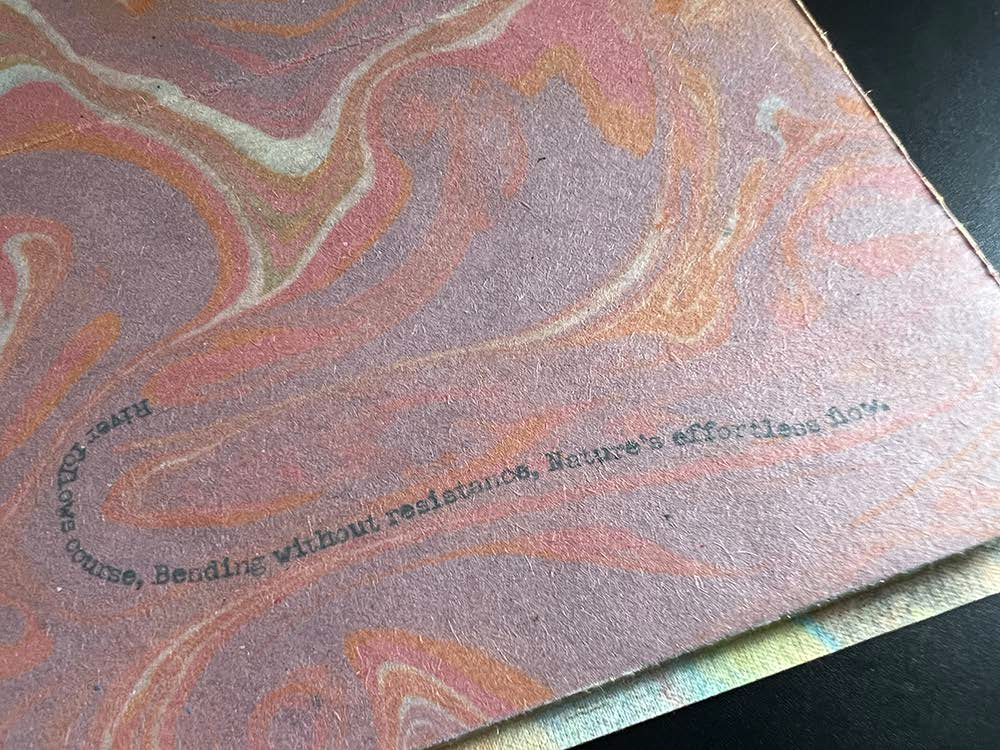 River follows course, Bending without resistance, Nature's effortless flow.